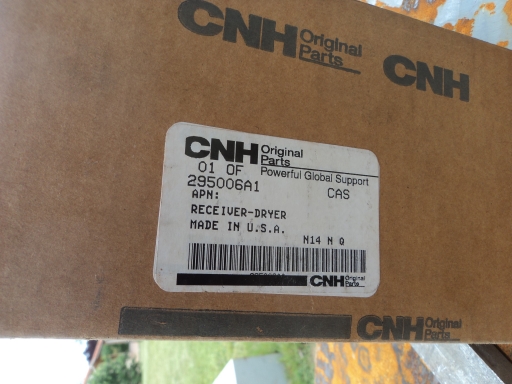 CNH Original Parts
CNH
CNH Original Parts
Powerful Global Support
01 OF
295006A1 CAS
APN:
RECEIVER-DRYER
MADE IN U.S.A.
N14 N Q
CNH Original Parts
CNH Original Parts